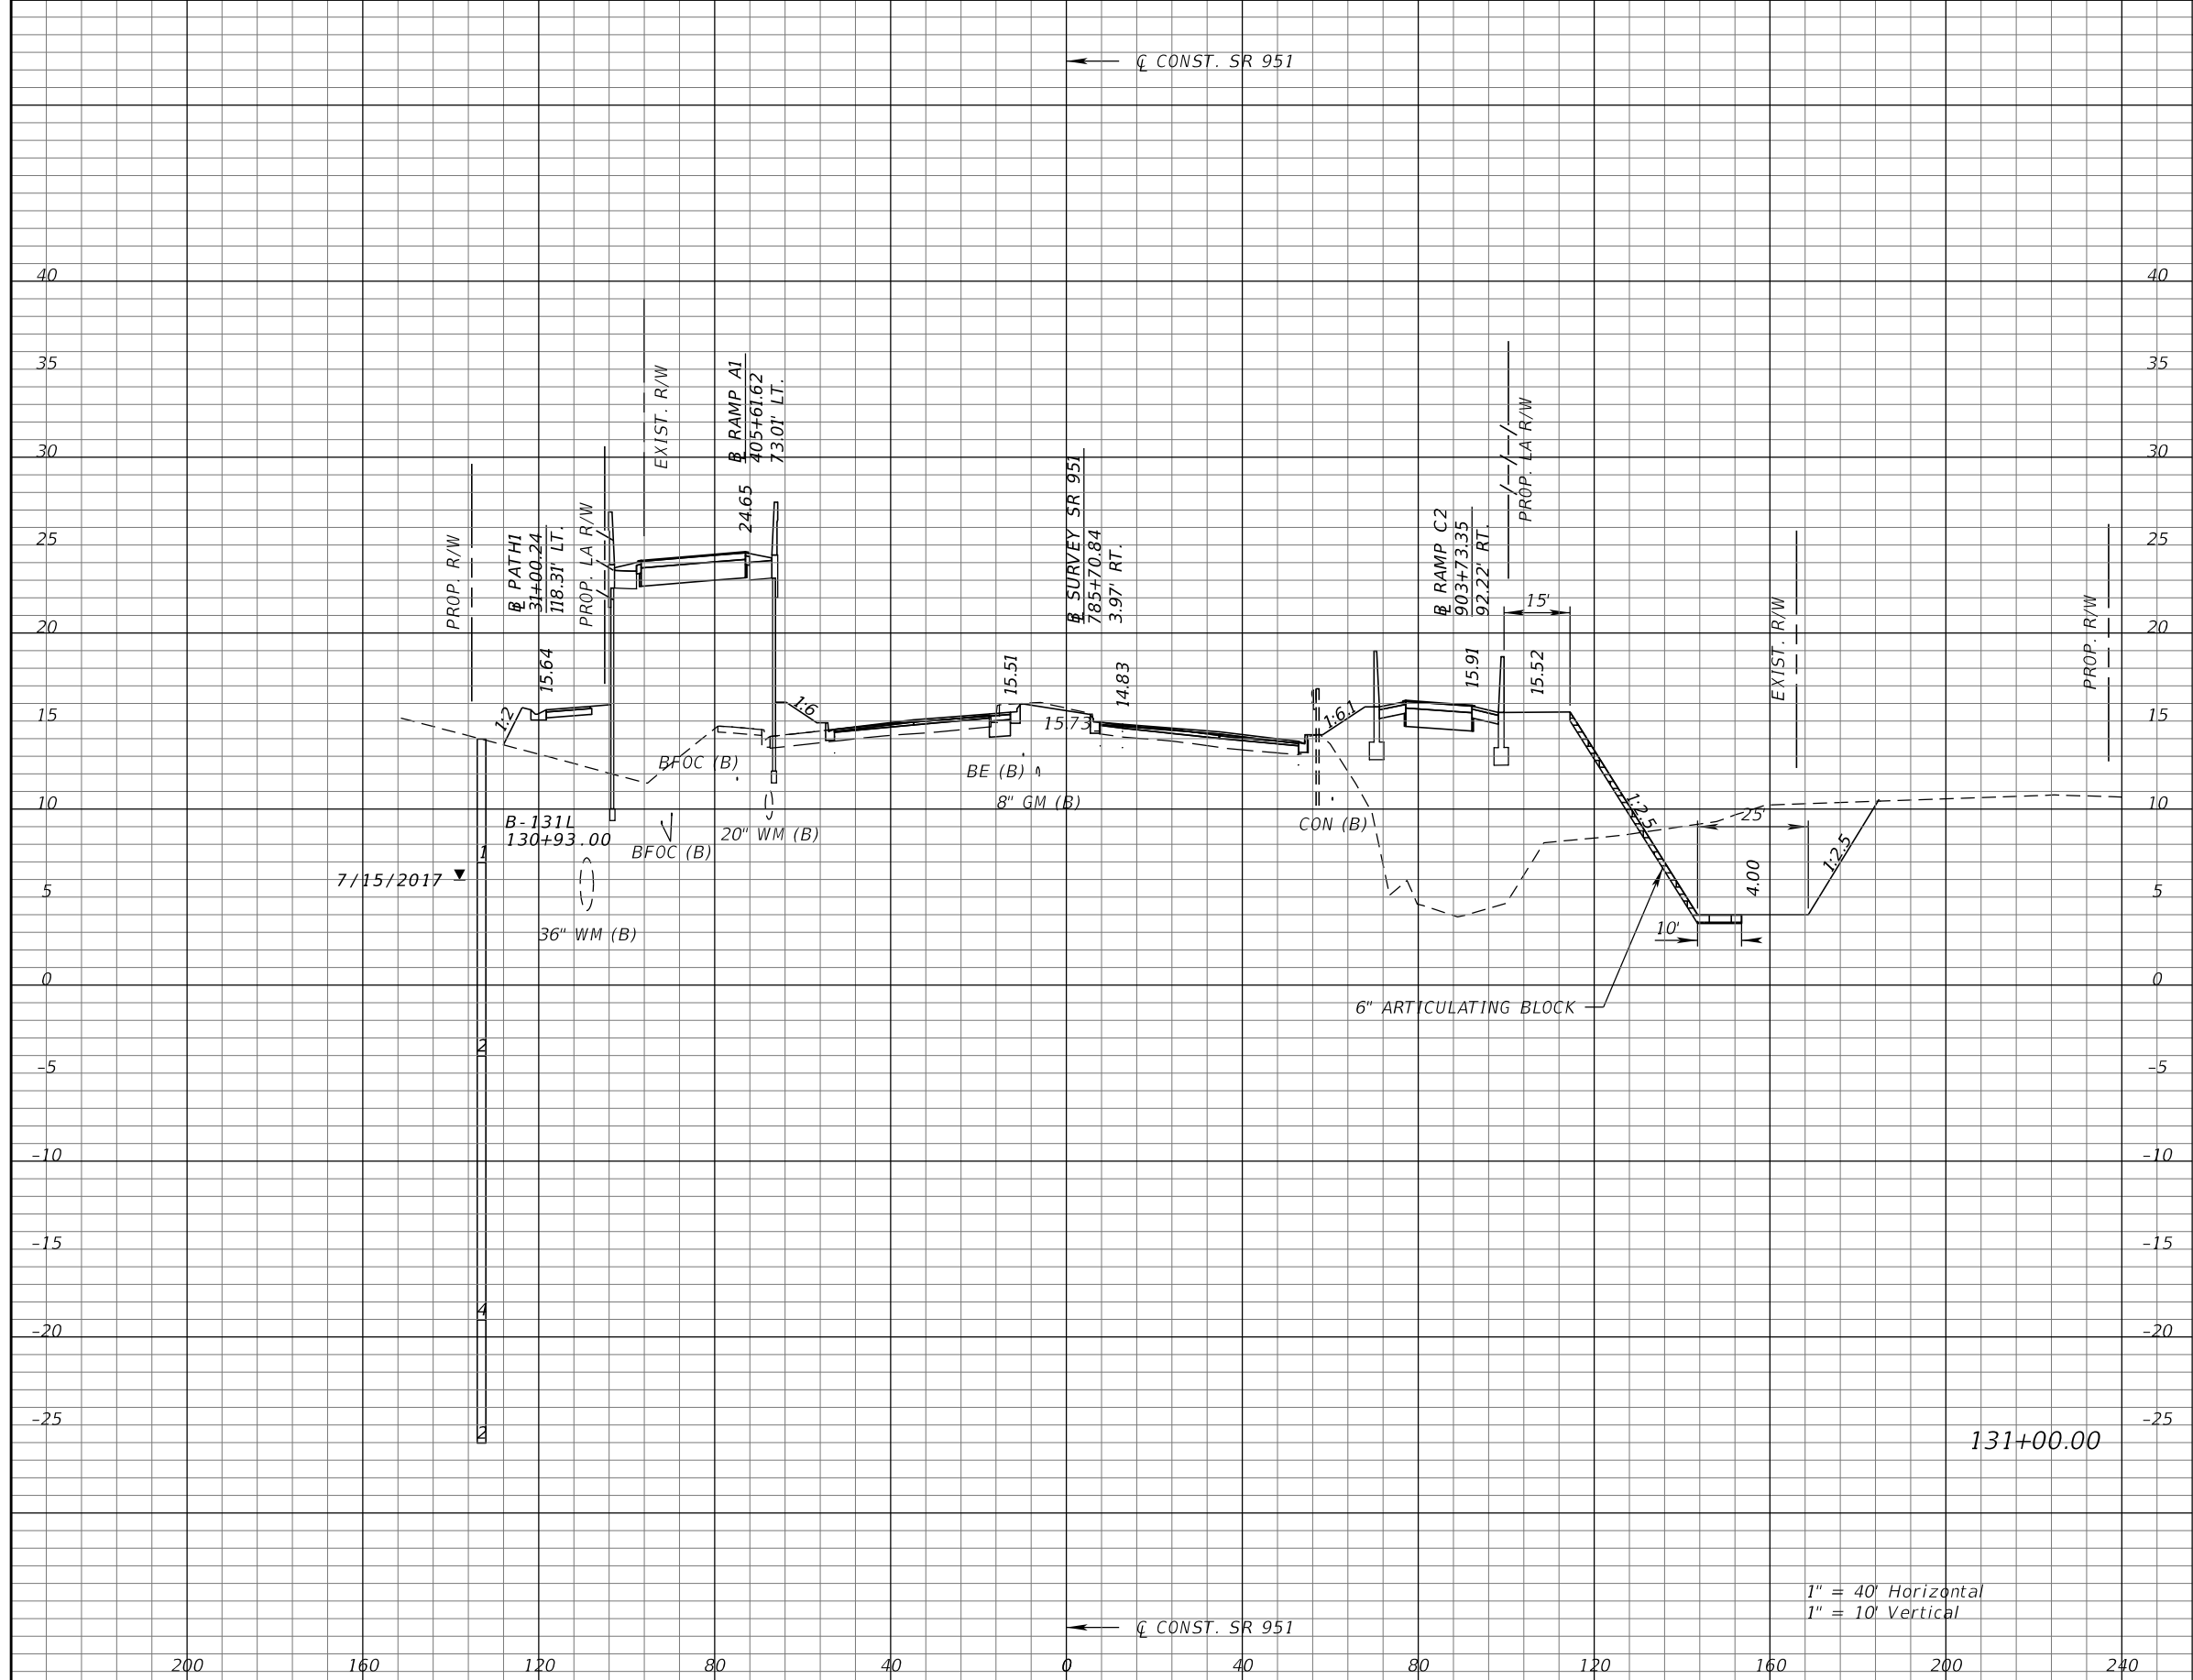 ℄ CONST. SR 951
40 40
35 35
30 30
25 25
20 20
15 15
10 10
5 5
0 0
-5 -5
-10 -10
-15 -15
-20 -20
-25 -25
PROP. R/W
℄ PATH1
31+00.24
118.31' LT.
15.64
PROP. LA R/W
EXIST. R/W
℄ RAMP A1
405+61.62
73.01' LT.
24.65
℄ SURVEY SR 951
785+70.84
3.97' RT.
15.51
15.73
14.83
℄ RAMP C2
903+73.35
92.22' RT.
15.91
15'
15.52
PROP. LA R/W
EXIST. R/W
PROP. R/W
1:2
1:6
1:6.1
1:2.5
25'
4.00
1:2.5
10'
BFOC (B)
BE (B)
8" GM (B)
CON (B)
20" WM (B)
BFOC (B)
B-131L
130+93.00
7/15/2017
36" WM (B)
1
2
4
2
6" ARTICULATING BLOCK
131+00.00
1" = 40' Horizontal
1" = 10' Vertical
℄ CONST. SR 951
200 160 120 80 40 0 40 80 120 160 200 240